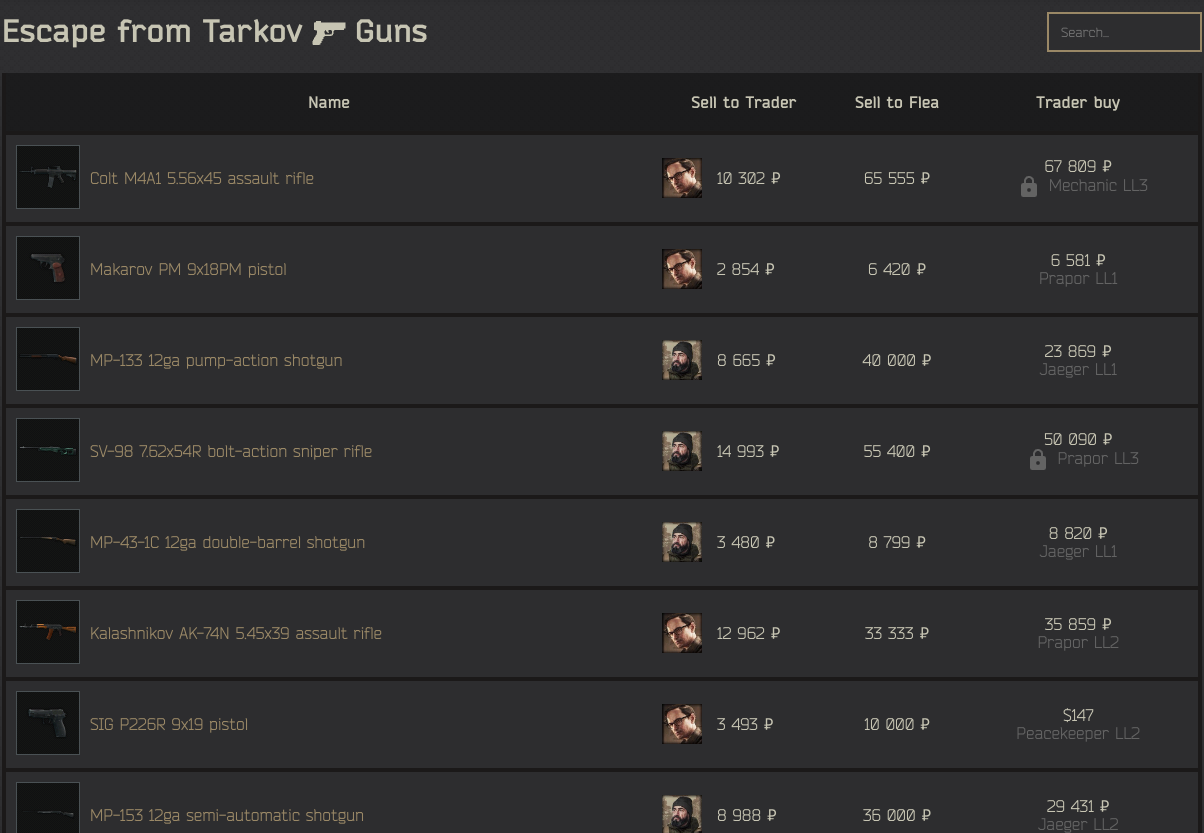 Escape from Tarkov Guns
Search...
Name Sell to Trader Sell to Flea Trader buy
Colt M4A1 5.56x45 assault rifle 10 302 ₽ 65 555 ₽ 67 809 ₽
Mechanic LL3
Makarov PM 9x18PM pistol 2 854 ₽ 6 420 ₽ 6 581 ₽
Prapor LL1
MP-133 12ga pump-action shotgun 8 665 ₽ 40 000 ₽ 23 869 ₽
Jaeger LL1
SV-98 7.62x54R bolt-action sniper rifle 14 993 ₽ 55 400 ₽ 50 090 ₽
Prapor LL3
MP-43-1C 12ga double-barrel shotgun 3 480 ₽ 8 799 ₽ 8 820 ₽
Jaeger LL1
Kalashnikov AK-74N 5.45x39 assault rifle 12 962 ₽ 33 333 ₽ 35 859 ₽
Prapor LL2
SIG P226R 9x19 pistol 3 493 ₽ 10 000 ₽ $147
Peacekeeper LL2
MP-153 12ga semi-automatic shotgun 8 988 ₽ 36 000 ₽ 29 431 ₽
Jaeger LL2